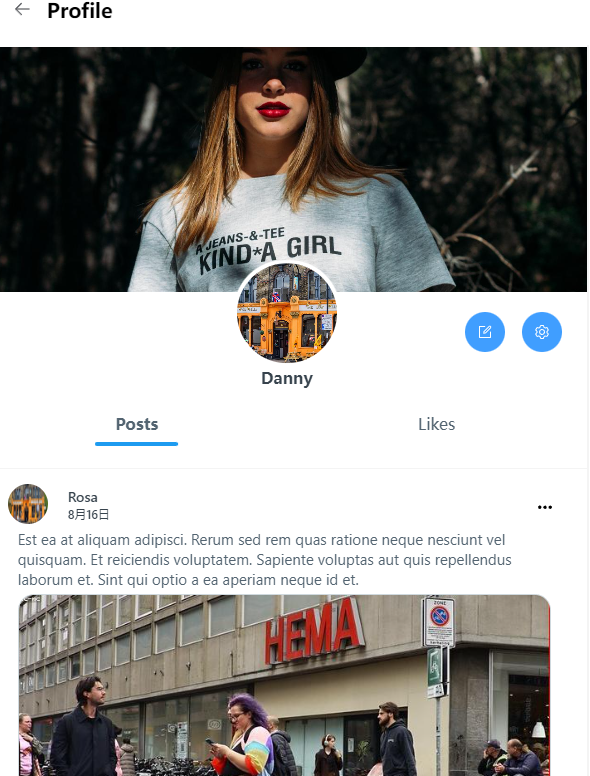 Profile
A JEANS-&-TEE
KIND*A GIRL
Danny
Posts
Likes
Rosa
8月16日
Est ea at aliquam adipisci. Rerum sed rem quas ratione neque nesciunt vel
quisquam. Et reiciendis voluptatem. Sapiente voluptas aut quis repellendus
laborum et. Sint qui optio a ea aperiam neque id et.
ZONE
HEMA